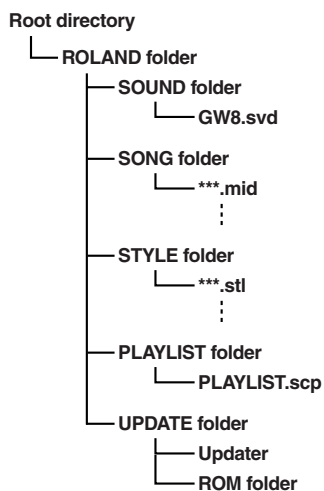 Root directory
ROLAND folder
SOUND folder
GW8.svd
SONG folder
***.mid
STYLE folder
***.stl
PLAYLIST folder
PLAYLIST.scp
UPDATE folder
Updater
ROM folder